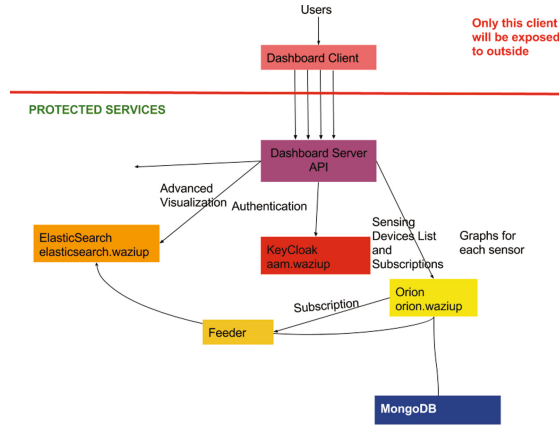 Users
Only this client
will be exposed
to outside
Dashboard Client
PROTECTED SERVICES
Dashboard Server
API
Advanced
Visualization
Authentication
ElasticSearch
elasticsearch.waziup
KeyCloak
aam.waziup
Sensing
Devices List
and
Subscriptions
Graphs for
each sensor
Orion
orion.waziup
Subscription
Feeder
MongoDB